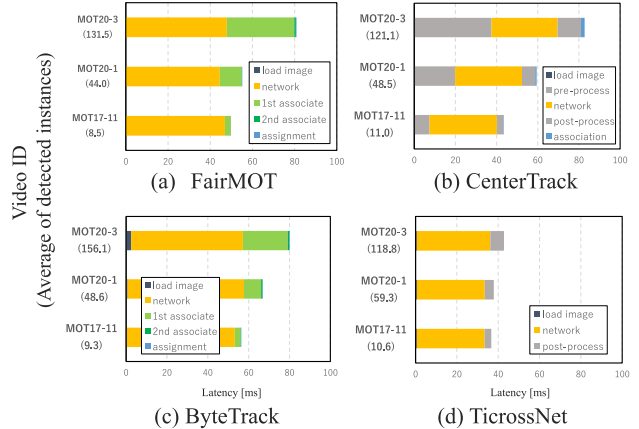 Video ID
(Average of detected instances)
MOT20-3
(131.5)
MOT20-1
(44.0)
MOT17-11
(8.5)
load image
network
1st associate
2nd associate
assignment
0 20 40 60 80 100
(a) FairMOT
MOT20-3
(121.1)
MOT20-1
(48.5)
MOT17-11
(11.0)
load image
pre-process
network
post-process
association
0 20 40 60 80 100
(b) CenterTrack
MOT20-3
(156.1)
MOT20-1
(48.6)
MOT17-11
(9.3)
load image
network
1st associate
2nd associate
assignment
0 20 40 60 80 100
Latency [ms]
(c) ByteTrack
MOT20-3
(118.8)
MOT20-1
(59.3)
MOT17-11
(10.6)
load image
network
post-process
0 20 40 60 80 100
Latency [ms]
(d) TicrossNet